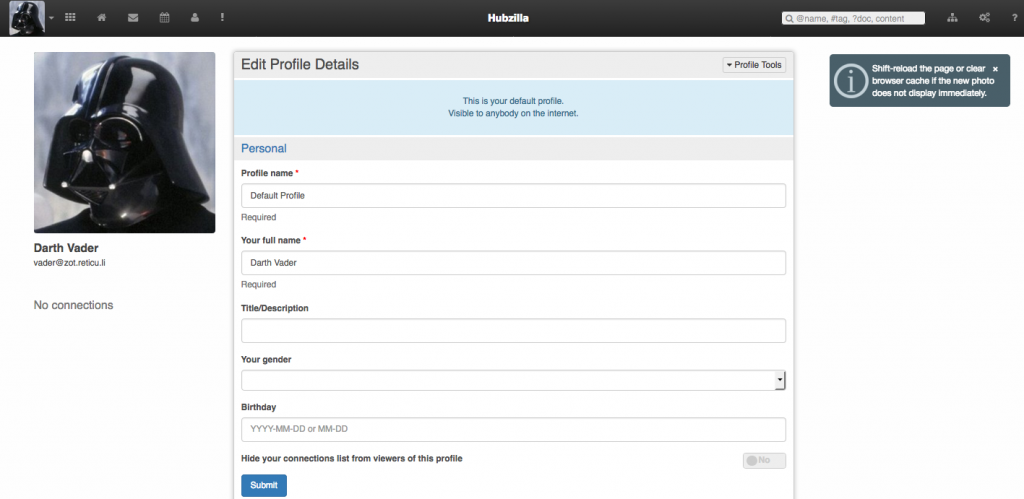 Hubzilla
@name, #tag, ?doc, content
?
Edit Profile Details
Profile Tools
This is your default profile.
Visible to anybody on the internet.
Personal
Profile name *
Default Profile
Required
Your full name *
Darth Vader
Required
Title/Description
Your gender
Birthday
YYYY-MM-DD or MM-DD
Hide your connections list from viewers of this profile
No
Submit
Darth Vader
vader@zot.reticu.li
No connections
Shift-reload the page or clear ×
browser cache if the new photo
does not display immediately.